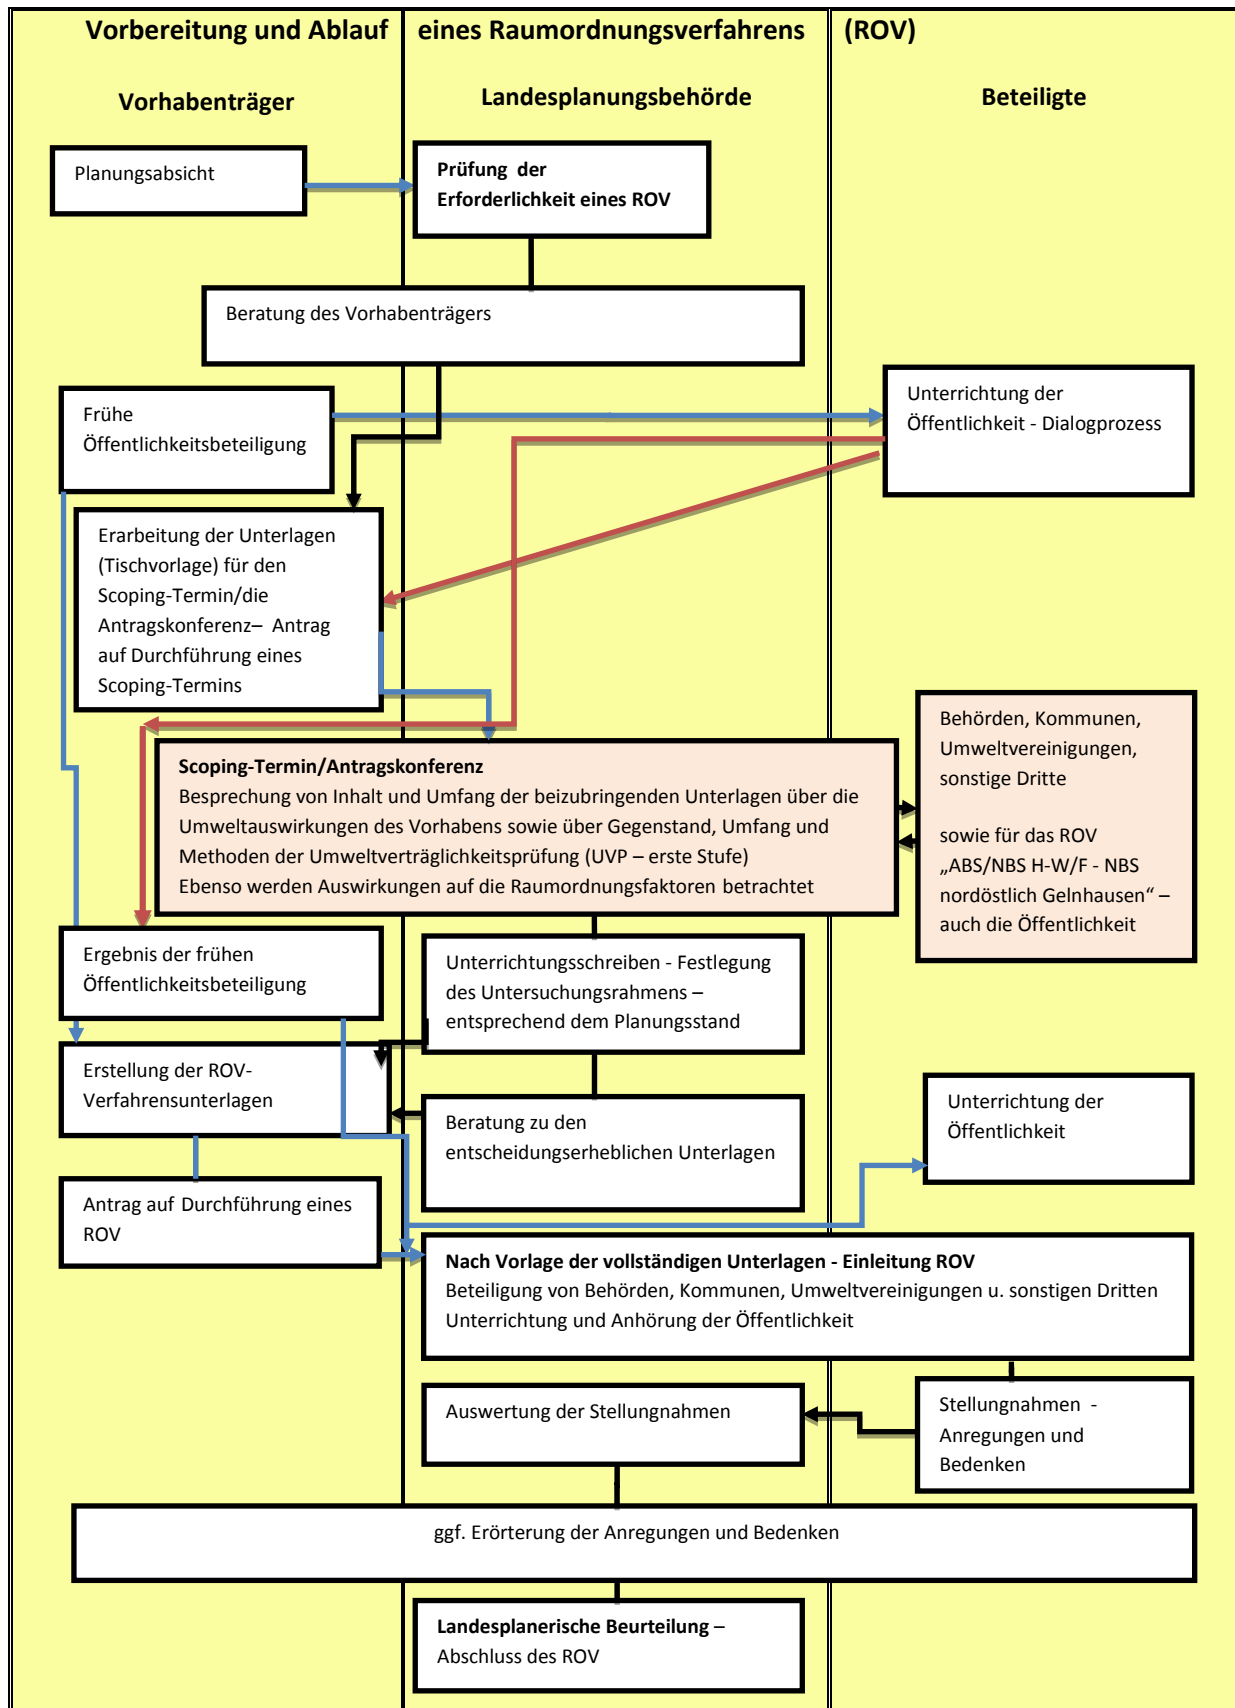 Vorbereitung und Ablauf eines Raumordnungsverfahrens (ROV)
Vorhabenträger
Landesplanungsbehörde
Beteiligte
Planungsabsicht
Prüfung der
Erforderlichkeit eines ROV
Beratung des Vorhabenträgers
Frühe
Öffentlichkeitsbeteiligung
Unterrichtung der
Öffentlichkeit - Dialogprozess
Erarbeitung der Unterlagen
(Tischvorlage) für den
Scoping-Termin/die
Antragskonferenz– Antrag
auf Durchführung eines
Scoping-Termins
Scoping-Termin/Antragskonferenz
Besprechung von Inhalt und Umfang der beizubringenden Unterlagen über die
Umweltauswirkungen des Vorhabens sowie über Gegenstand, Umfang und
Methoden der Umweltverträglichkeitsprüfung (UVP – erste Stufe)
Ebenso werden Auswirkungen auf die Raumordnungsfaktoren betrachtet
Behörden, Kommunen,
Umweltvereinigungen,
sonstige Dritte
sowie für das ROV
„ABS/NBS H-W/F - NBS
nordöstlich Gelnhausen“ –
auch die Öffentlichkeit
Ergebnis der frühen
Öffentlichkeitsbeteiligung
Unterrichtungsschreiben - Festlegung
des Untersuchungsrahmens –
entsprechend dem Planungsstand
Erstellung der ROV-
Verfahrensunterlagen
Beratung zu den
entscheidungserheblichen Unterlagen
Unterrichtung der
Öffentlichkeit
Antrag auf Durchführung eines
ROV
Nach Vorlage der vollständigen Unterlagen - Einleitung ROV
Beteiligung von Behörden, Kommunen, Umweltvereinigungen u. sonstigen Dritten
Unterrichtung und Anhörung der Öffentlichkeit
Auswertung der Stellungnahmen
Stellungnahmen -
Anregungen und
Bedenken
ggf. Erörterung der Anregungen und Bedenken
Landesplanerische Beurteilung –
Abschluss des ROV